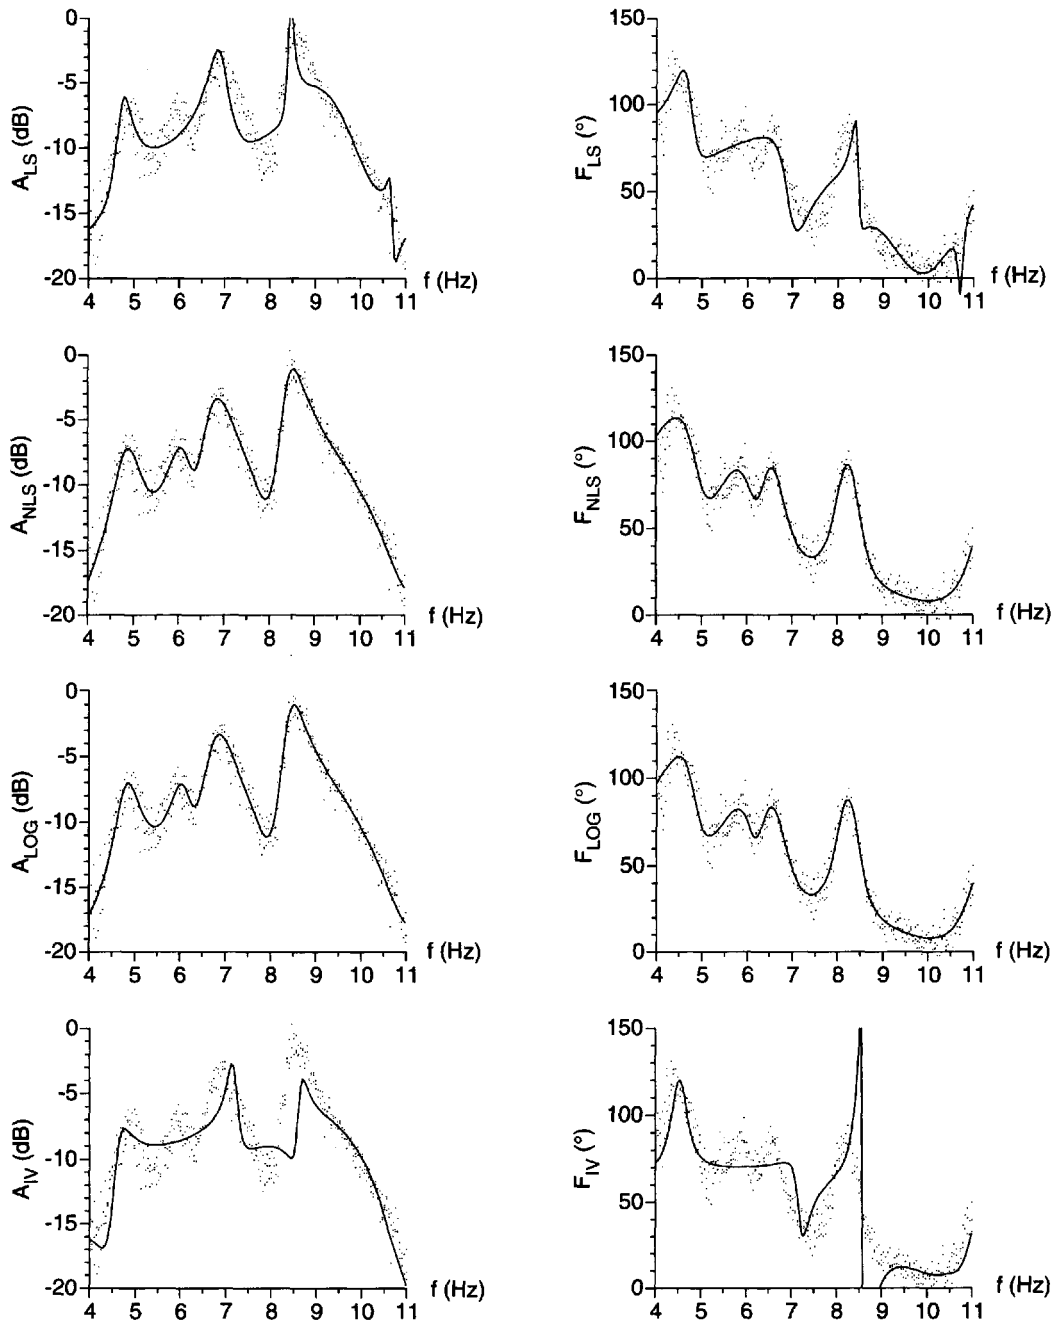 0 150
-5 100
A_LS (dB) -10 F_LS (°) 50
-15
-20 f (Hz) 0 f (Hz)
4 5 6 7 8 9 10 11 4 5 6 7 8 9 10 11
0 150
-5 100
A_NLS (dB) -10 F_NLS (°) 50
-15
-20 f (Hz) 0 f (Hz)
4 5 6 7 8 9 10 11 4 5 6 7 8 9 10 11
0 150
-5 100
A_LOG (dB) -10 F_LOG (°) 50
-15
-20 f (Hz) 0 f (Hz)
4 5 6 7 8 9 10 11 4 5 6 7 8 9 10 11
0 150
-5 100
A_IV (dB) -10 F_IV (°) 50
-15
-20 f (Hz) 0 f (Hz)
4 5 6 7 8 9 10 11 4 5 6 7 8 9 10 11